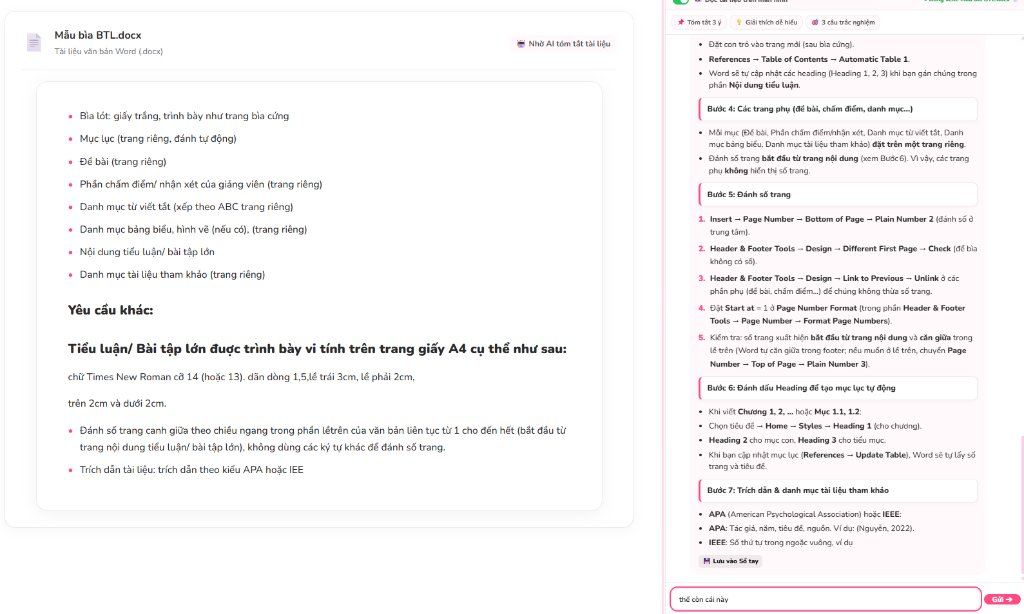 Mẫu bìa BTL.docx
Tài liệu văn bản Word (.docx)
Nhờ AI tóm tắt tài liệu
Bìa lót: giấy trắng, trình bày như trang bìa cứng
Mục lục (trang riêng, đánh tự động)
Đề bài (trang riêng)
Phần chấm điểm/ nhận xét của giảng viên (trang riêng)
Danh mục từ viết tắt (xếp theo ABC trang riêng)
Danh mục bảng biểu, hình vẽ (nếu có), (trang riêng)
Nội dung tiểu luận/ bài tập lớn
Danh mục tài liệu tham khảo (trang riêng)
Yêu cầu khác:
Tiểu luận/ Bài tập lớn được trình bày vi tính trên trang giấy A4 cụ thể như sau:
chữ Times New Roman cỡ 14 (hoặc 13). dãn dòng 1,5,lề trái 3cm, lề phải 2cm,
trên 2cm và dưới 2cm.
Đánh số trang canh giữa theo chiều ngang trong phần lềtrên của văn bản liên tục từ 1 cho đến hết (bắt đầu từ
trang nội dung tiểu luận/ bài tập lớn), không dùng các ký tự khác để đánh số trang.
Trích dẫn tài liệu: trích dẫn theo kiểu APA hoặc IEE
Tóm tắt 3 ý
Giải thích dễ hiểu
3 câu trắc nghiệm
Đặt con trỏ vào trang mới (sau bìa cứng).
References → Table of Contents → Automatic Table 1.
Word sẽ tự cập nhật các heading (Heading 1, 2, 3) khi bạn gán chúng trong
phần Nội dung tiểu luận.
Bước 4: Các trang phụ (đề bài, chấm điểm, danh mục...)
Mỗi mục (Đề bài, Phần chấm điểm/nhận xét, Danh mục từ viết tắt, Danh
mục bảng biểu, Danh mục tài liệu tham khảo) đặt trên một trang riêng.
Đánh số trang bắt đầu từ trang nội dung (xem Bước 6). Vì vậy, các trang
phụ không hiển thị số trang.
Bước 5: Đánh số trang
1. Insert → Page Number → Bottom of Page → Plain Number 2 (đánh số ở
trung tâm).
2. Header & Footer Tools → Design → Different First Page → Check (để bìa
không có số).
3. Header & Footer Tools → Design → Link to Previous → Unlink ở các
phần phụ (đề bài, chấm điểm...) để chúng không thừa số trang.
4. Đặt Start at = 1 ở Page Number Format (trong phần Header & Footer
Tools → Page Number → Format Page Numbers).
5. Kiểm tra: số trang xuất hiện bắt đầu từ trang nội dung và căn giữa trong
lề trên (Word tự căn giữa trong footer; nếu muốn ở lề trên, chuyển Page
Number → Top of Page → Plain Number 3).
Bước 6: Đánh dấu Heading để tạo mục lục tự động
Khi viết Chương 1, 2, ... hoặc Mục 1.1, 1.2:
Chọn tiêu đề → Home → Styles → Heading 1 (cho chương).
Heading 2 cho mục con, Heading 3 cho tiểu mục.
Khi bạn cập nhật mục lục (References → Update Table), Word sẽ tự lấy số
trang và tiêu đề.
Bước 7: Trích dẫn & danh mục tài liệu tham khảo
APA (American Psychological Association) hoặc IEEE:
APA: Tác giả, năm, tiêu đề, nguồn. Ví dụ: (Nguyễn, 2022).
IEEE: Số thứ tự trong ngoặc vuông, ví dụ
Lưu vào Sổ tay
thế còn cái này
Gửi →